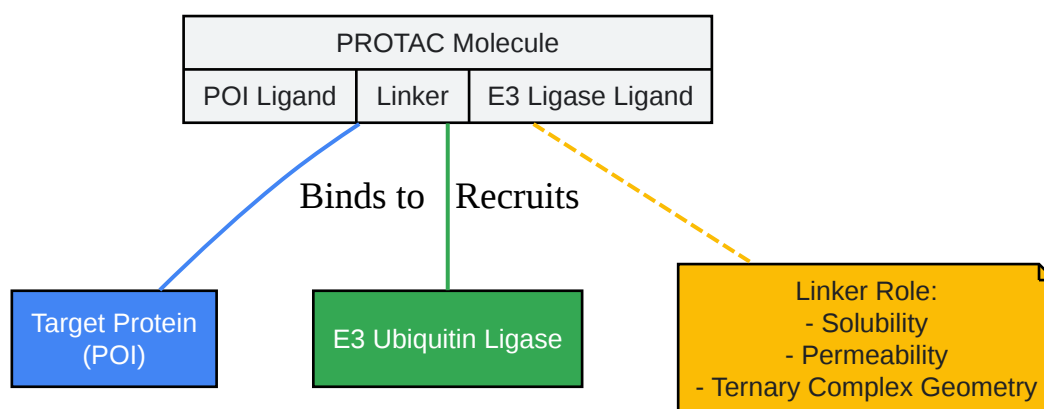 PROTAC Molecule
POI Ligand
Linker
E3 Ligase Ligand
Binds to
Recruits
Target Protein
(POI)
E3 Ubiquitin Ligase
Linker Role:
- Solubility
- Permeability
- Ternary Complex Geometry